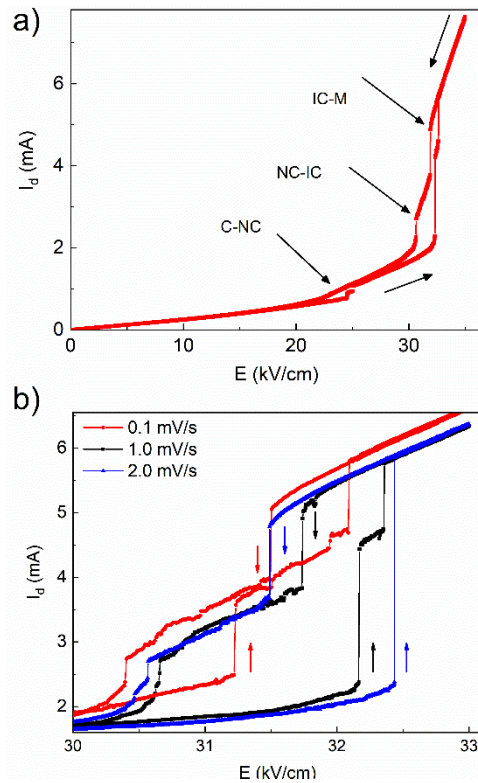 a)
I_d (mA)
6
4
2
0
IC-M
NC-IC
C-NC
0 10 20 30
E (kV/cm)
b)
I_d (mA)
6
5
4
3
2
0.1 mV/s
1.0 mV/s
2.0 mV/s
30 31 32 33
E (kV/cm)